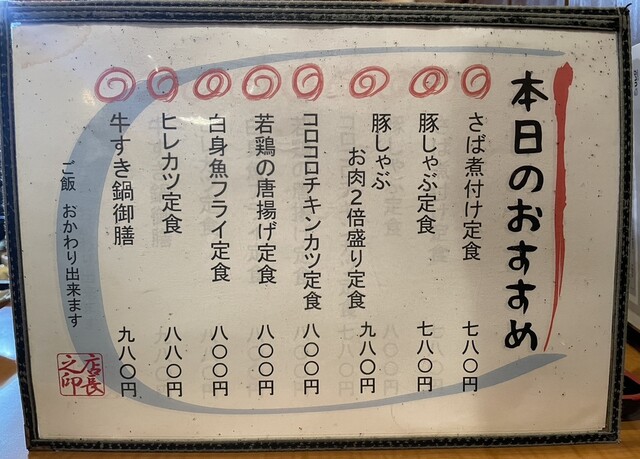 本日のおすすめ
さば煮付け定食 七八〇円
豚しゃぶ定食 七八〇円
豚しゃぶ
お肉2倍盛り定食 九八〇円
コロコロチキンカツ定食 八〇〇円
若鶏の唐揚げ定食 八〇〇円
白身魚フライ定食 八〇〇円
ヒレカツ定食 八八〇円
牛すき鍋御膳 九八〇円
ご飯 おかわり出来ます
店長
之印